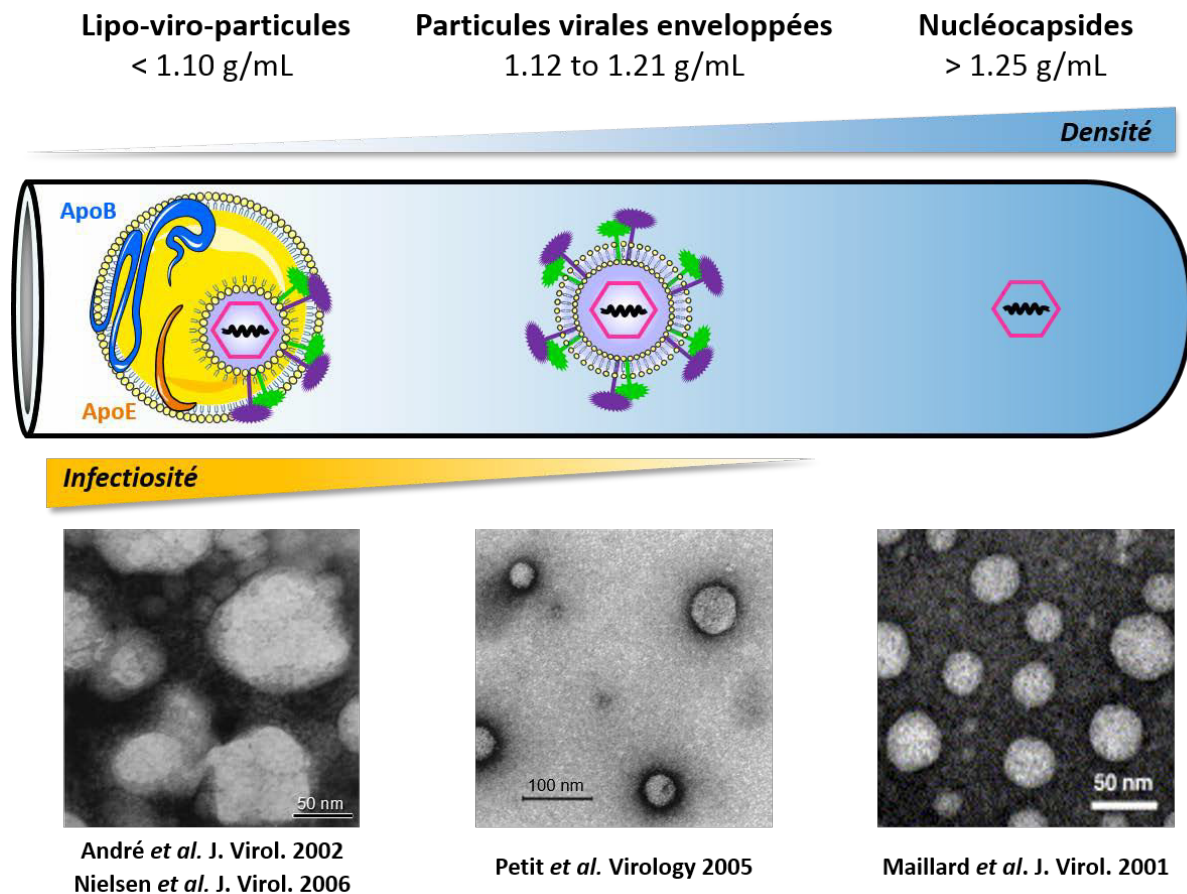 Lipo-viro-particules
< 1.10 g/mL
Particules virales enveloppées
1.12 to 1.21 g/mL
Nucléocapsides
> 1.25 g/mL
Densité
ApoB
ApoE
Infectiosité
50 nm
100 nm
50 nm
André et al. J. Virol. 2002
Nielsen et al. J. Virol. 2006
Petit et al. Virology 2005
Maillard et al. J. Virol. 2001